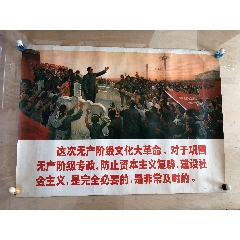 这次无产阶级文化大革命，对于巩固
无产阶级专政，防止资本主义复辟，建设社
会主义，是完全必要的，是非常及时的。